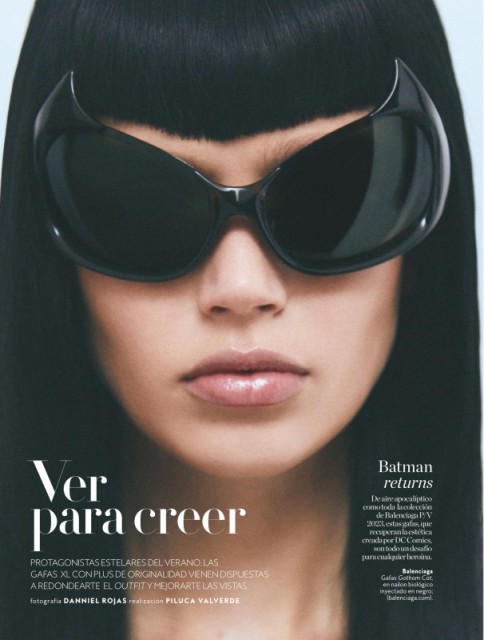 Ver
para creer
PROTAGONISTAS ESTELARES DEL VERANO, LAS
GAFAS XL CON PLUS DE ORIGINALIDAD VIENEN DISPUESTAS
A REDONDEARTE EL OUTFIT Y MEJORARTE LAS VISTAS.
fotografía DANNIEL ROJAS realización PILUCA VALVERDE
Batman
returns
De aire apocalíptico
como toda la colección
de Balenciaga P/V
2023, estas gafas, que
recuperan la estética
creada por DC Comics,
son todo un desafío
para cualquier heroína.
Balenciaga
Gafas Gotham Cat,
en nailon biológico
inyectado en negro,
(balenciaga.com).